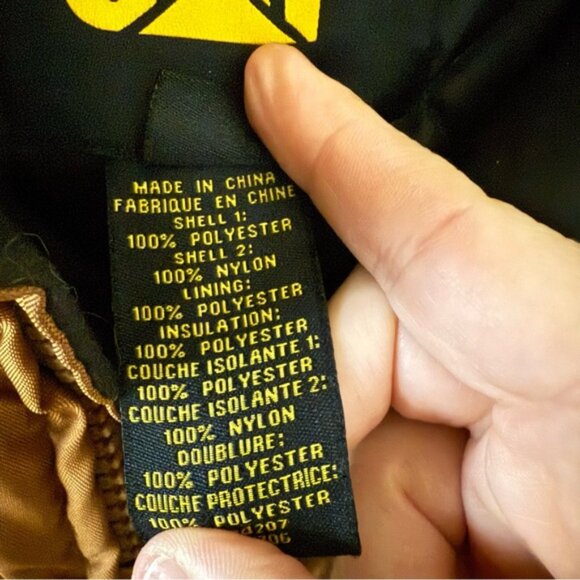 MADE IN CHINA
FABRIQUE EN CHINE
SHELL 1:
100% POLYESTER
SHELL 2:
100% NYLON
LINING:
100% POLYESTER
INSULATION:
100% POLYESTER
COUCHE ISOLANTE 1:
100% POLYESTER
COUCHE ISOLANTE 2:
100% NYLON
DOUBLURE:
100% POLYESTER
COUCHE PROTECTRICE:
100% POLYESTER